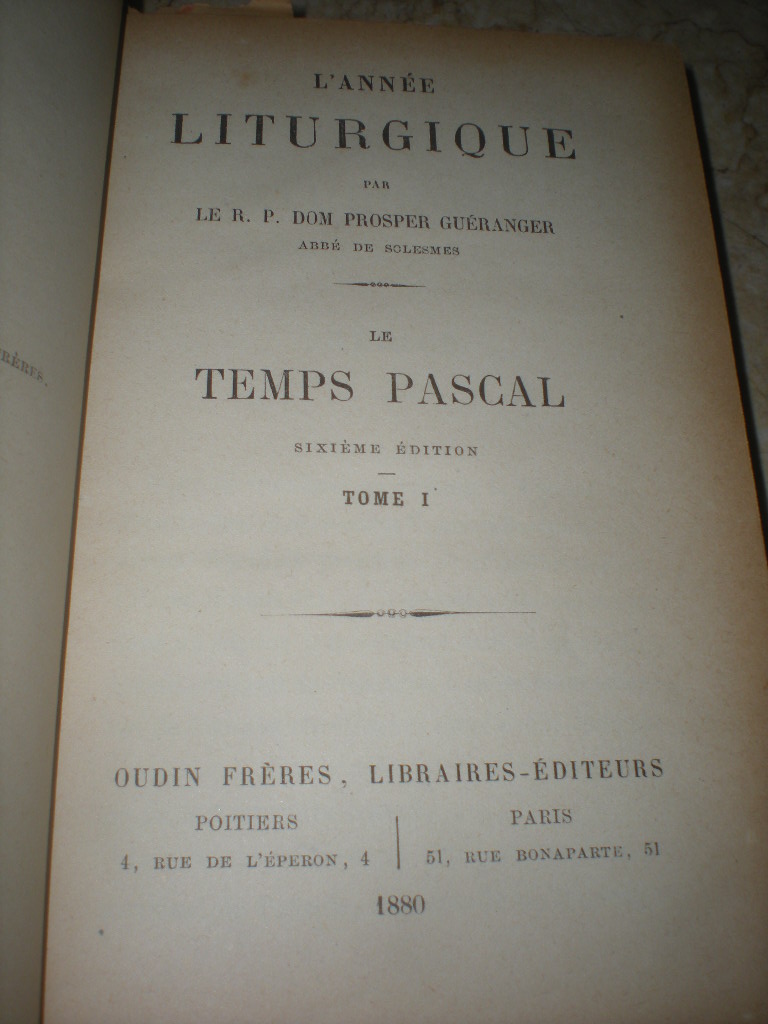 L'ANNÉE
LITURGIQUE
PAR
LE R. P. DOM PROSPER GUÉRANGER
ABBÉ DE SOLESMES
LE
TEMPS PASCAL
SIXIÈME ÉDITION
TOME I
OUDIN FRÈRES, LIBRAIRES-ÉDITEURS
POITIERS
4, RUE DE L'ÉPERON, 4
PARIS
51, RUE BONAPARTE, 51
1880